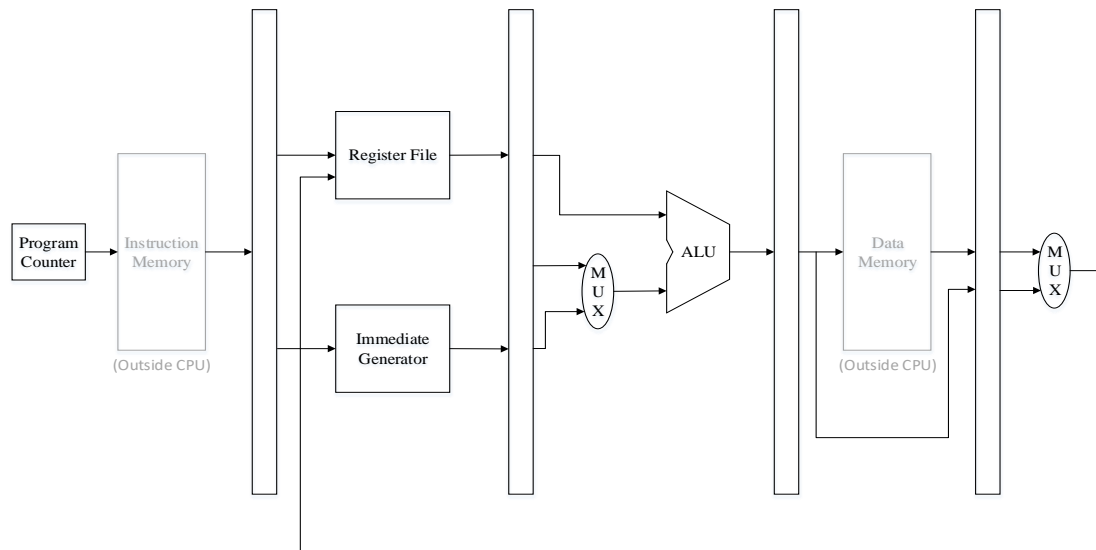 Program
Counter
Instruction
Memory
(Outside CPU)
Register File
Immediate
Generator
M
U
X
ALU
Data
Memory
(Outside CPU)
M
U
X